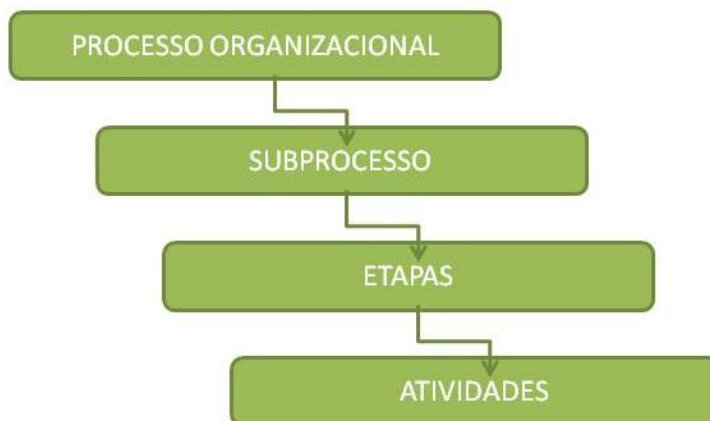 PROCESSO ORGANIZACIONAL
SUBPROCESSO
ETAPAS
ATIVIDADES